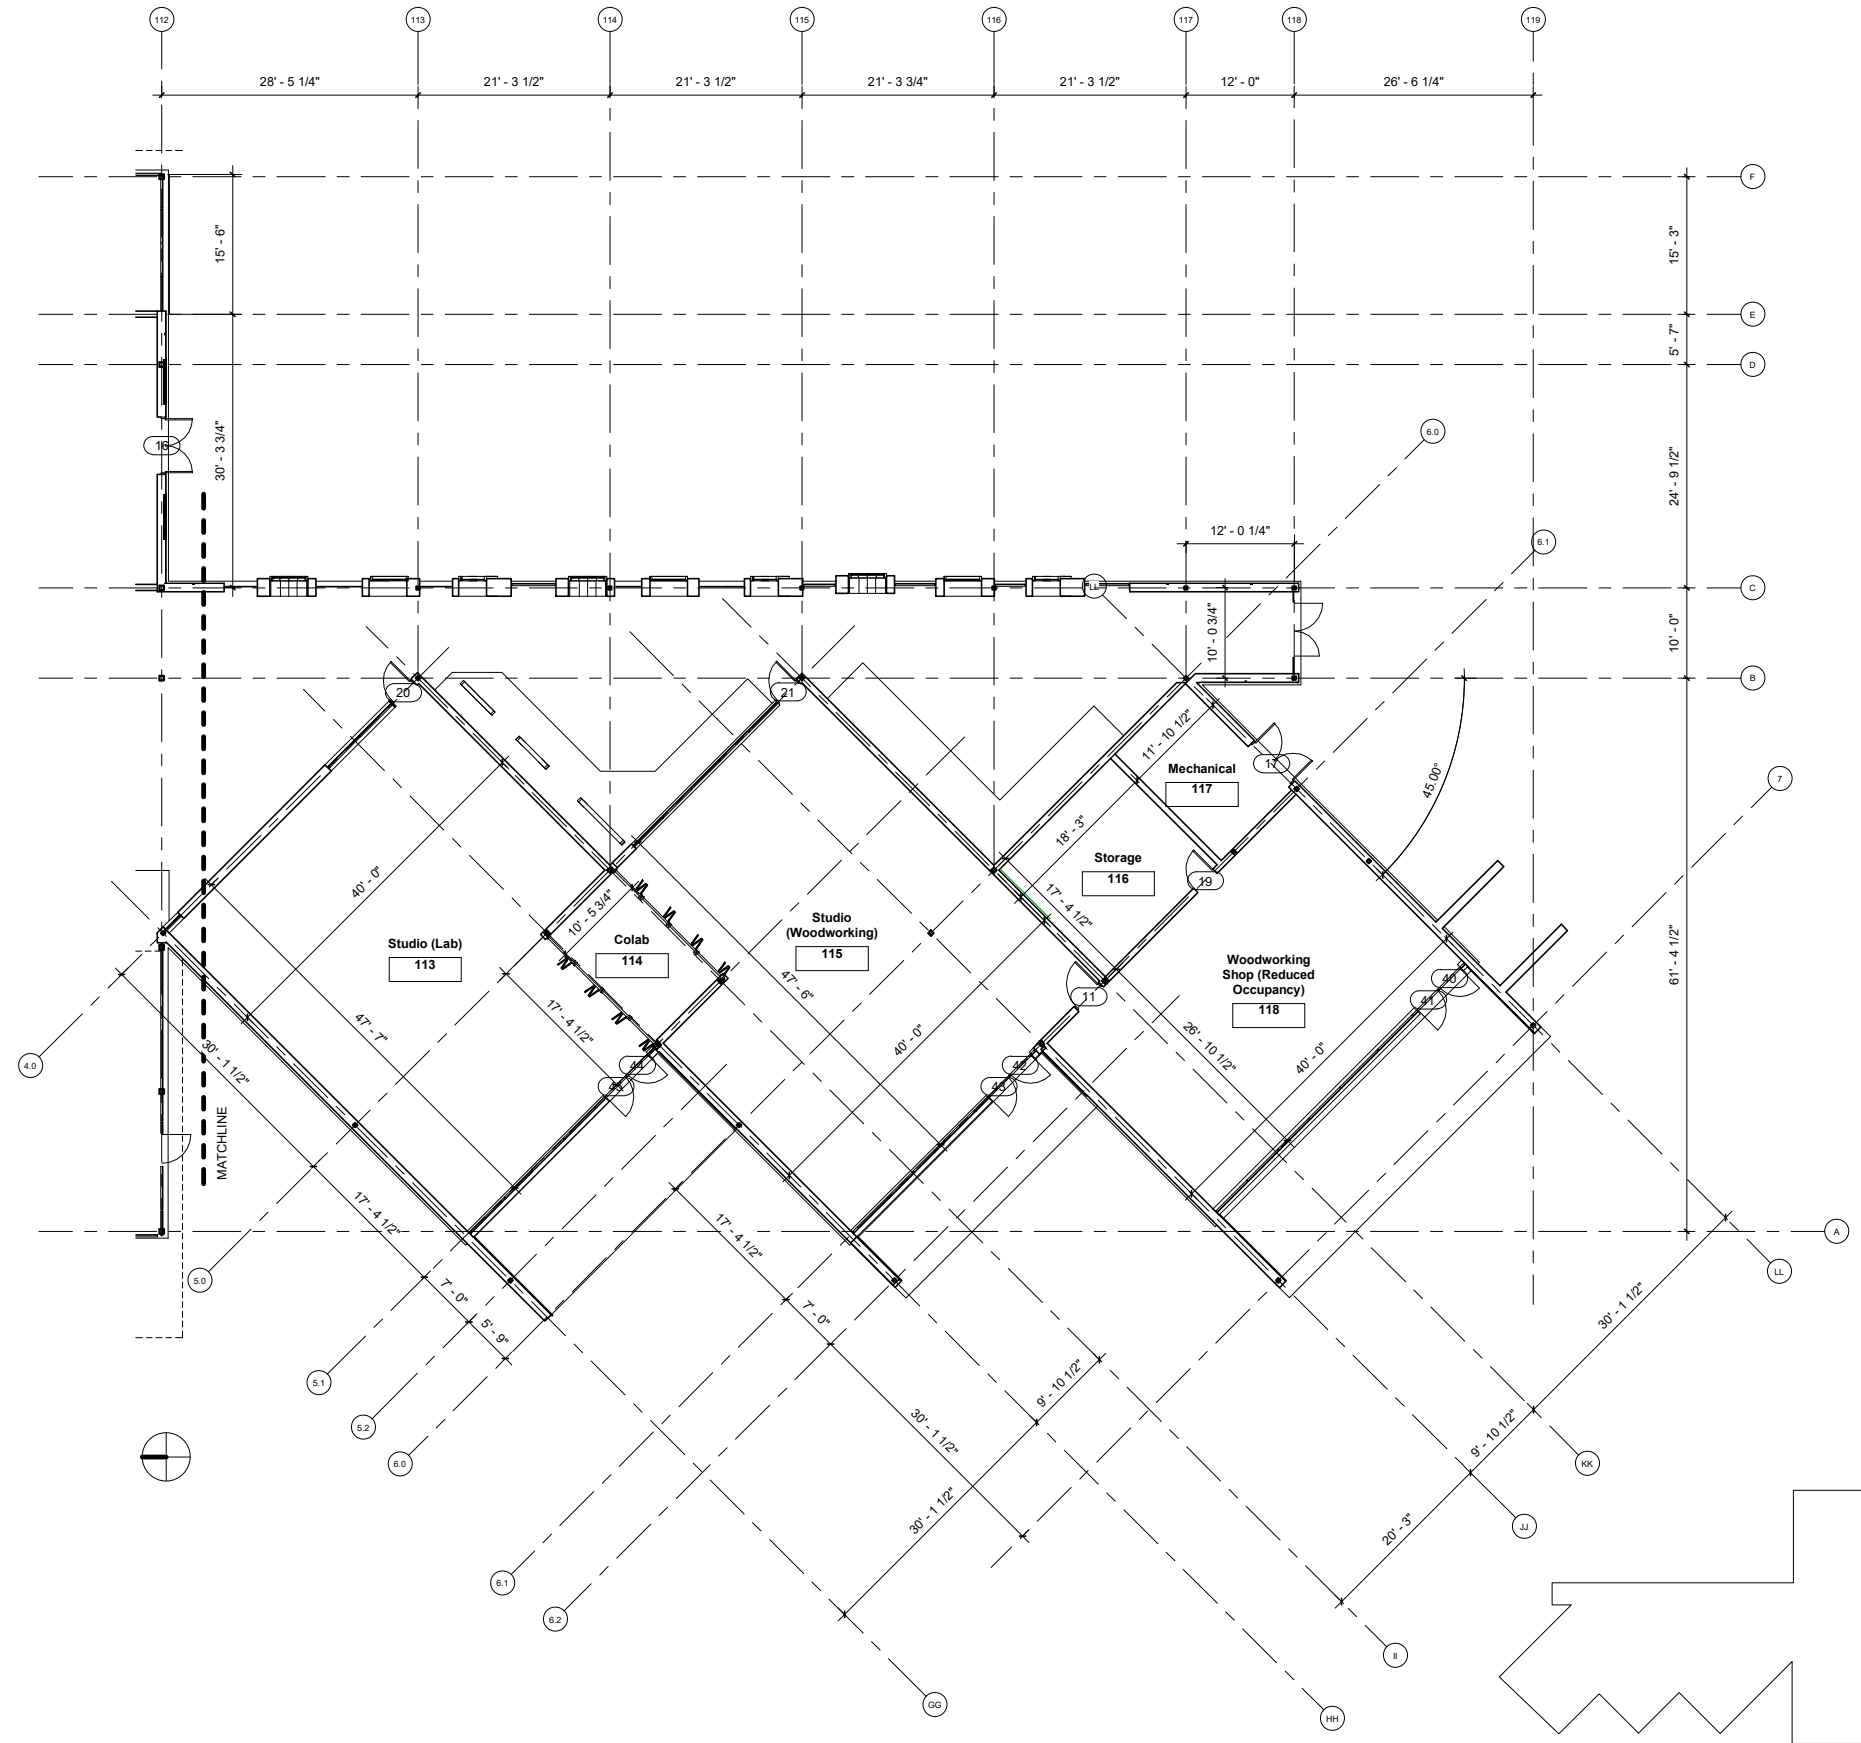 112
113
114
115
116
117
118
119
28' - 5 1/4"
21' - 3 1/2"
21' - 3 1/2"
21' - 3 3/4"
21' - 3 1/2"
12' - 0"
26' - 6 1/4"
F
15' - 6"
15' - 3"
E
5' - 7"
D
6.0
16
30' - 3 3/4"
24' - 9 1/2"
12' - 0 1/4"
6.1
LL
C
10' - 0 3/4"
10' - 0"
B
20
21
11' - 10 1/2"
17
Mechanical
117
45.00°
7
18' - 3"
40' - 0"
Storage
116
19
17' - 4 1/2"
10' - 5 3/4"
Studio
(Woodworking)
115
Studio (Lab)
113
Colab
114
Woodworking
Shop (Reduced
Occupancy)
118
61' - 4 1/2"
47' - 6"
11
40
41
47' - 7"
17' - 4 1/2"
40' - 0"
26' - 10 1/2"
40' - 0"
30' - 1 1/2"
4.0
44
45
42
43
MATCHLINE
17' - 4 1/2"
17' - 4 1/2"
A
5.0
LL
7' - 0"
5' - 9"
7' - 0"
30' - 1 1/2"
5.1
5.2
6.0
9' - 10 1/2"
30' - 1 1/2"
9' - 10 1/2"
KK
30' - 1 1/2"
20' - 3"
JJ
6.1
6.2
II
GG
HH